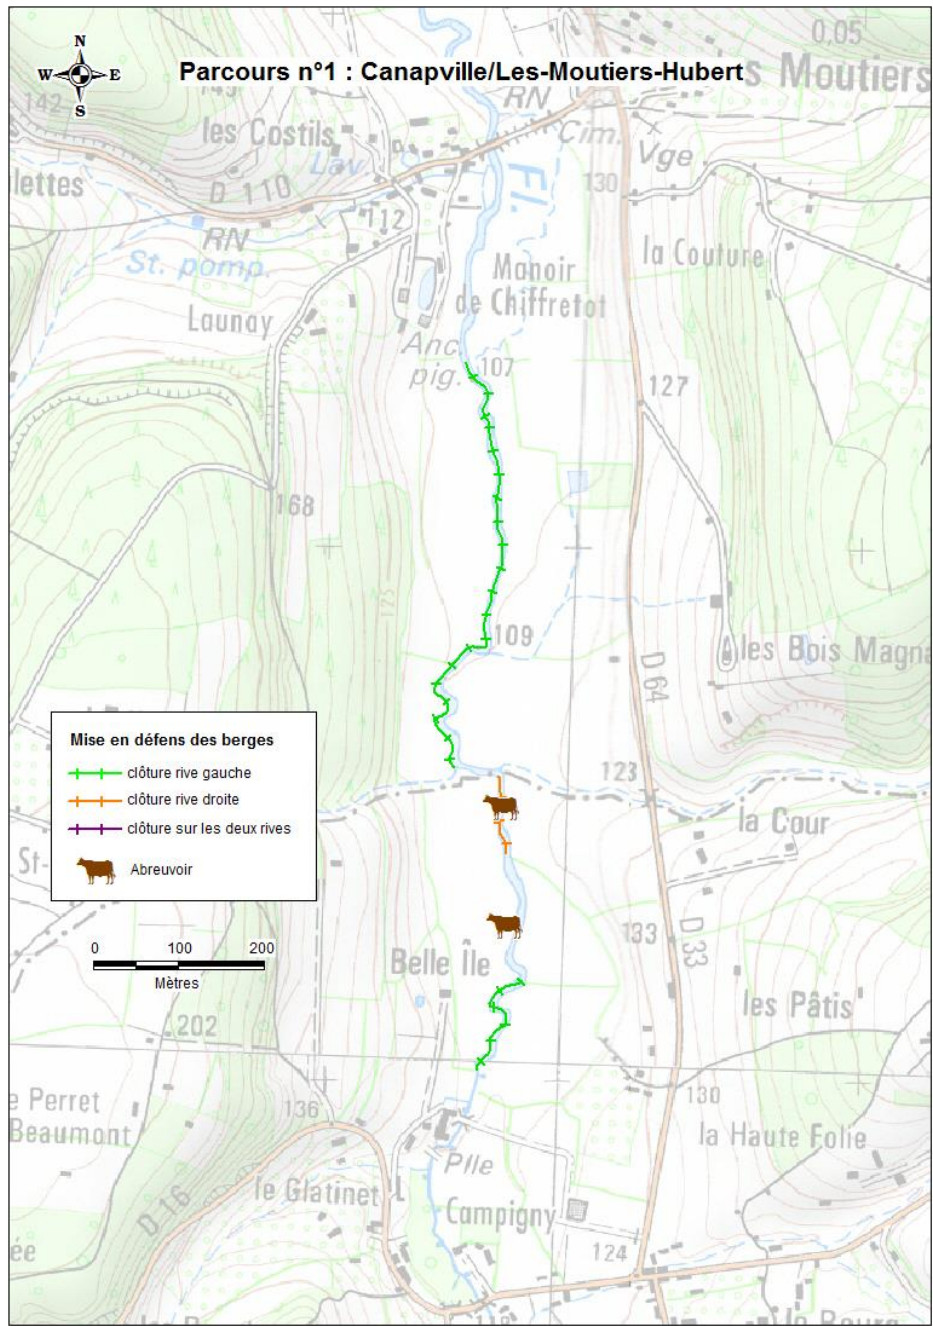 0,05
N
W E
S
Parcours n°1 : Canapville/Les-Moutiers-Hubert
s Moutiers
142
RN
les Costils
Cim.
Lav
Vge
lettes
D 110
Fl.
130
112
RN
la Couture
St. pomp.
Manoir
de Chiffretot
Launay
Anc.
pig.
107
127
168
125
109
les Bois Magna
D 64
Mise en défens des berges
clôture rive gauche
clôture rive droite
clôture sur les deux rives
Abreuvoir
123
la Cour
St-
0 100 200
Mètres
Belle Île
133
D 33
les Pâtis
202
e Perret
Beaumont
136
130
la Haute Folie
Plle
le Glatinet
D 16
Campigny
ée
124